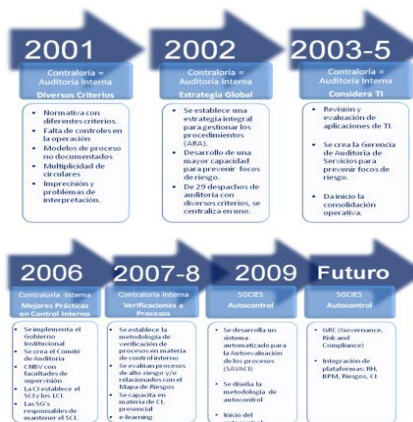 2001
Contraloría =
Auditoría Interna
Diversos Criterios
• Normativa con
diferentes criterios.
• Falta de controles en
la operación
• Modelos de proceso
no documentados
• Multiplicidad de
circulares
• Imprecisión y
problemas de
interpretación.
2002
Contraloría =
Auditoría Interna
Estrategia Global
• Se establece una
estrategia integral
para gestionar los
procedimientos
(ARA).
• Desarrollo de una
mayor capacidad
para prevenir focos
de riesgo.
• De 29 despachos de
auditoría con
diversos criterios, se
centraliza en uno.
2003-5
Contraloría =
Auditoría Interna
Considera TI
• Revisión y
evaluación de
aplicaciones de TI.
• Se crea la Gerencia
de Auditoría de
Servicios para
prevenir focos de
riesgo.
• Da inicio la
consolidación
operativa.
2006
Contraloría Interna
Mejores Prácticas
en Control Interno
• Se implementa el
Gobierno
Institucional
• Se crea el Comité de
Auditoría
• CNBV con
facultades de
supervisión
• La CI establece el
SCI y los LCI.
• Las SG's
responsables de
mantener el SCI.
2007-8
Contraloría Interna
Verificaciones a
Procesos
• Se establece la
metodología de
verificación de
procesos en materia
de control interno
• Se evalúan procesos
de alto riesgo y/o
relacionados con el
Mapa de Riesgos
• Se capacita en
materia de CI,
presencial
• e-learning
2009
SGCIES
Autocontrol
• Se desarrolla un
sistema
automatizado para
la Autoevaluación
de los procesos
(SAVACI)
• Se diseña la
metodología de
autocontrol
• Inicio del
Futuro
SGCIES
Autocontrol
• GRC (Governance,
Risk and
Compliance)
• Integración de
plataformas: RH,
BPM, Riesgos, CI